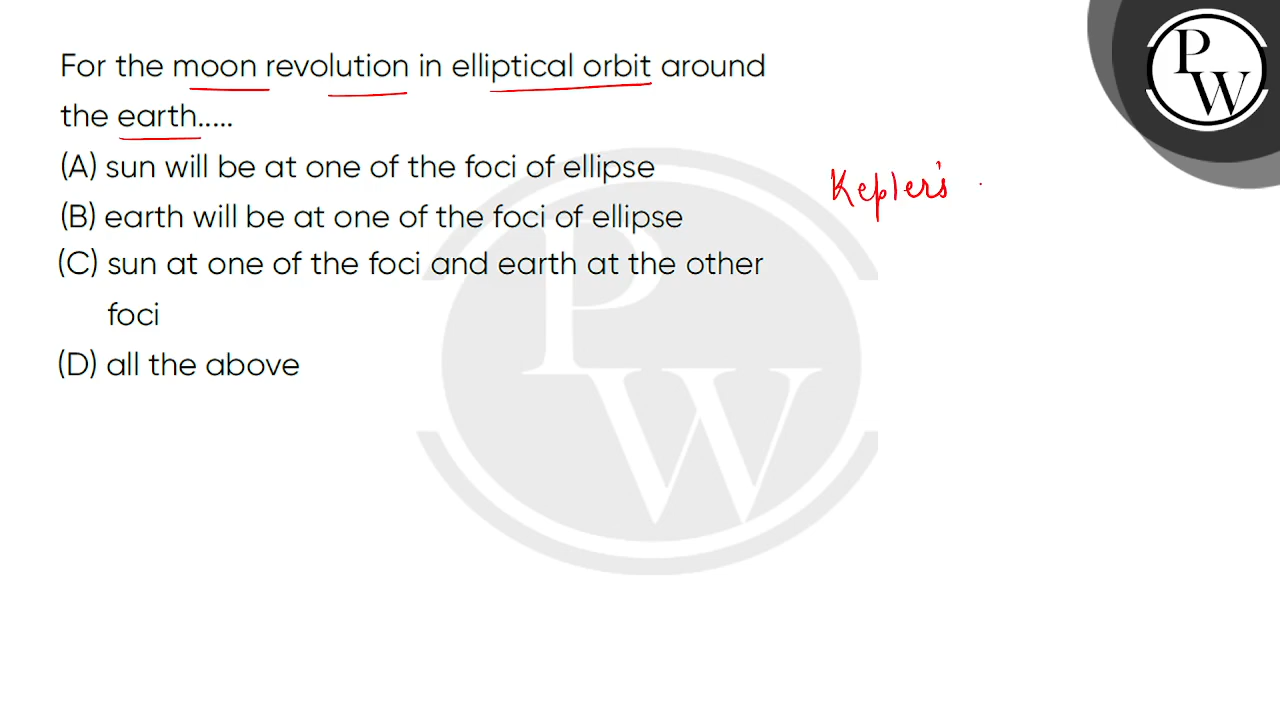 For the moon revolution in elliptical orbit around
the earth.....
(A) sun will be at one of the foci of ellipse
(B) earth will be at one of the foci of ellipse
(C) sun at one of the foci and earth at the other
foci
(D) all the above
Kepler's
P
W
P
W